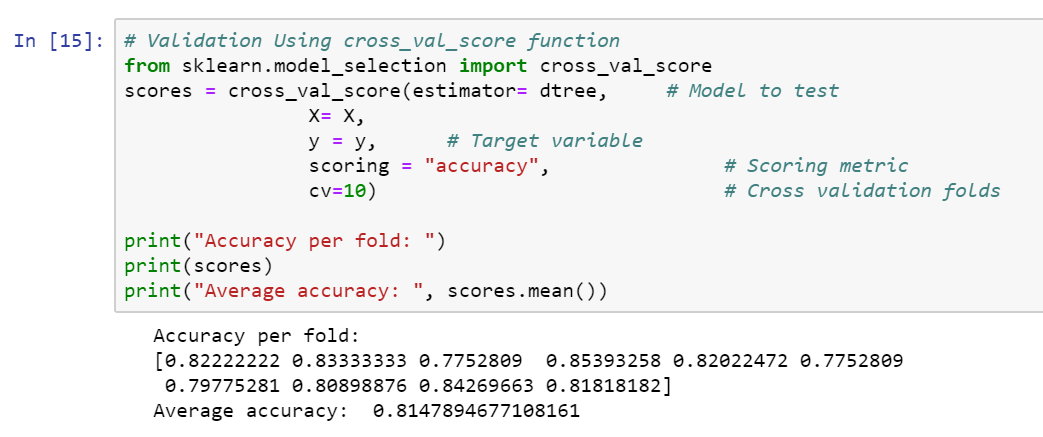 In [15]: # Validation Using cross_val_score function
from sklearn.model_selection import cross_val_score
scores = cross_val_score(estimator= dtree,     # Model to test
                X= X,
                y = y,      # Target variable
                scoring = "accuracy",               # Scoring metric
                cv=10)                              # Cross validation folds

print("Accuracy per fold: ")
print(scores)
print("Average accuracy: ", scores.mean())
Accuracy per fold:
[0.82222222 0.83333333 0.7752809  0.85393258 0.82022472 0.7752809
 0.79775281 0.80898876 0.84269663 0.81818182]
Average accuracy:  0.8147894677108161